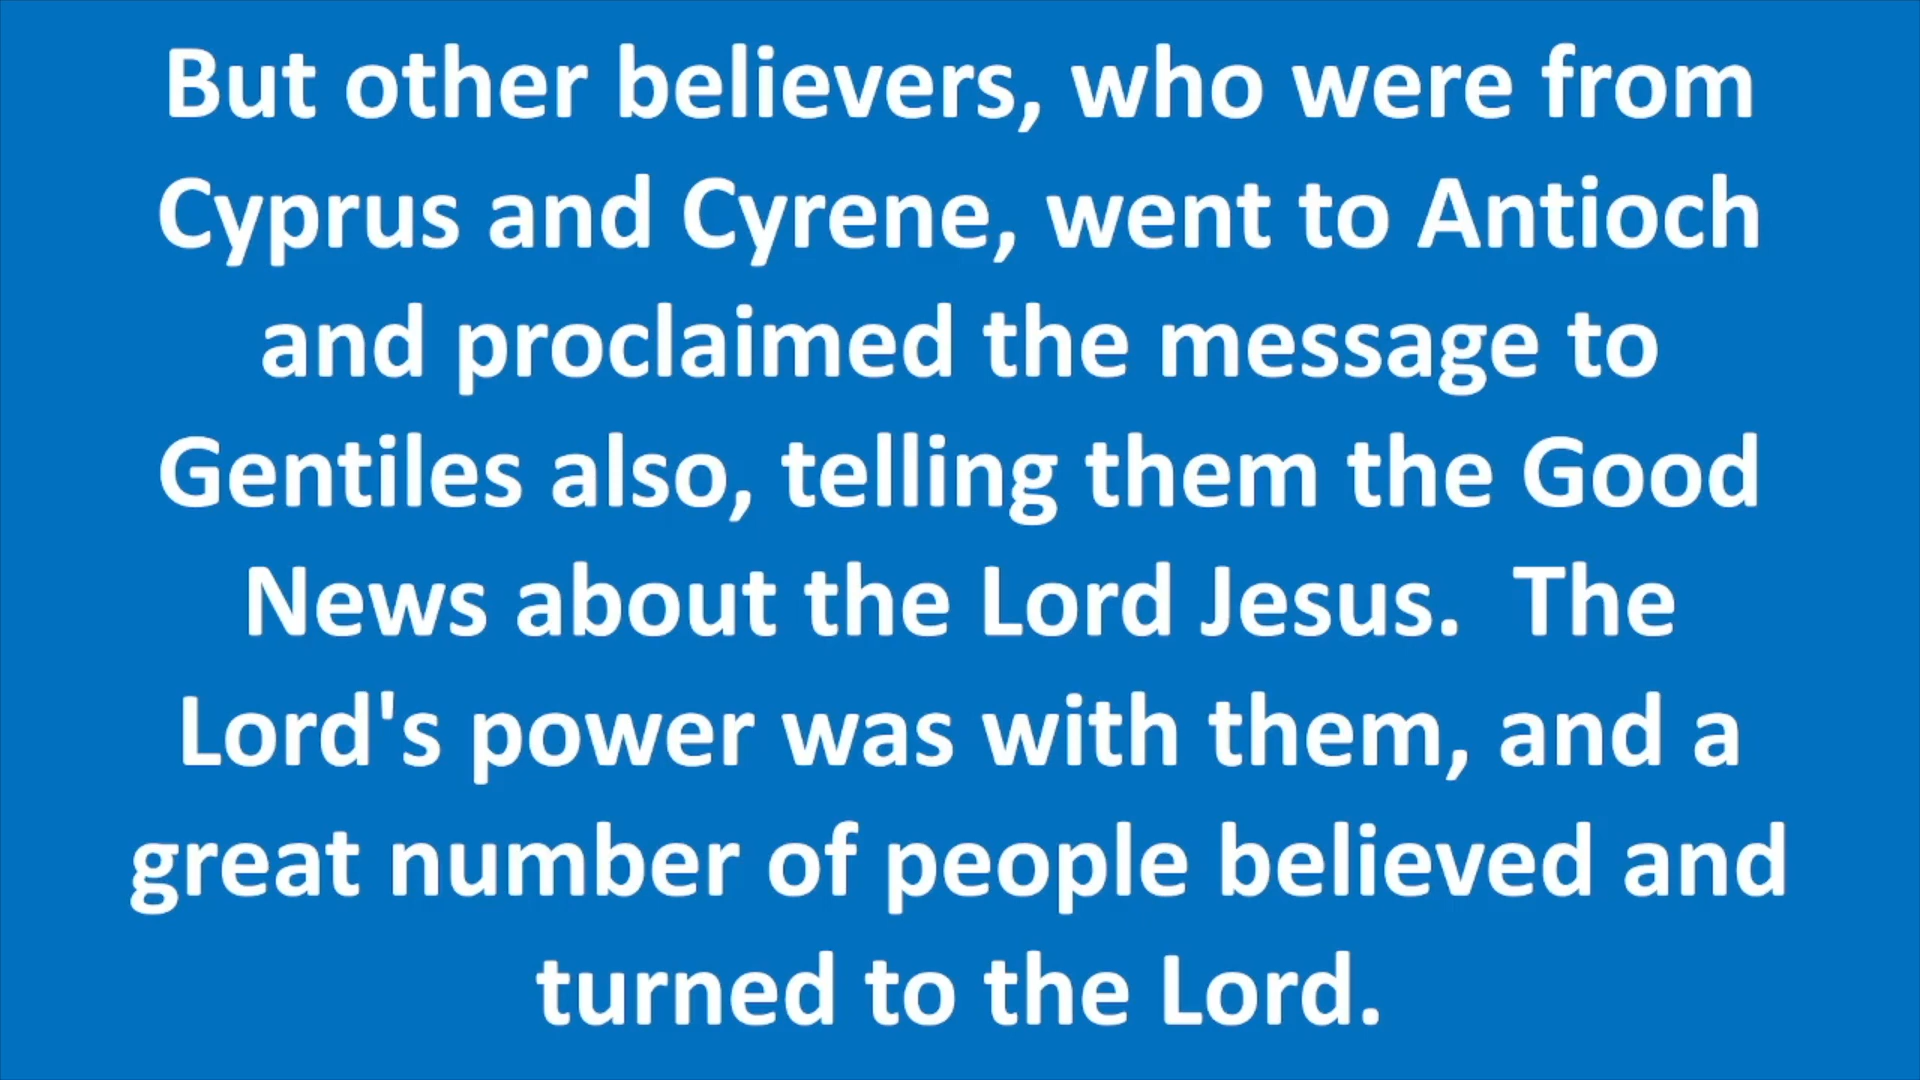 But other believers, who were from
Cyprus and Cyrene, went to Antioch
and proclaimed the message to
Gentiles also, telling them the Good
News about the Lord Jesus.  The
Lord's power was with them, and a
great number of people believed and
turned to the Lord.